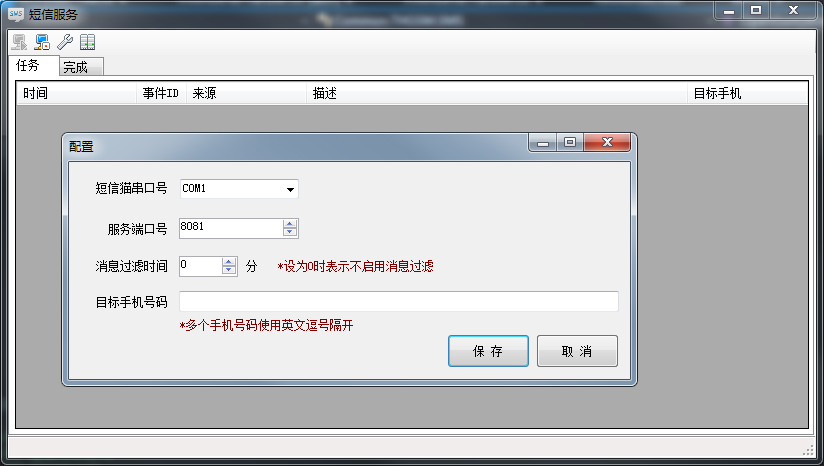 SMS 短信服务
任务 完成
时间 事件ID 来源 描述 目标手机
配置
短信猫串口号 COM1
服务端口号 8081
消息过滤时间 0 分 *设为0时表示不启用消息过滤
目标手机号码
*多个手机号码使用英文逗号隔开
保 存 取 消